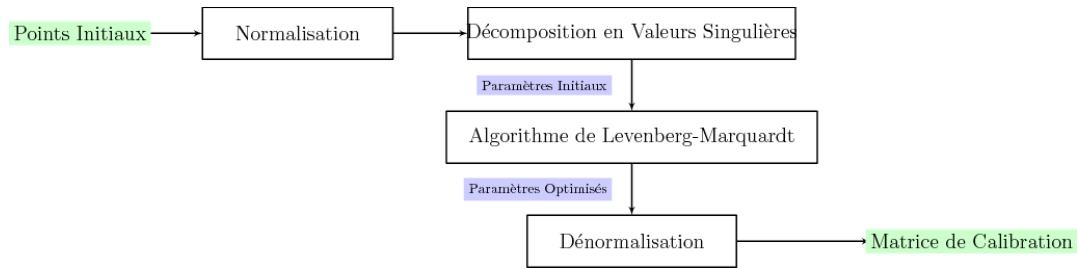 Points Initiaux
Normalisation
Décomposition en Valeurs Singulières
Paramètres Initiaux
Algorithme de Levenberg-Marquardt
Paramètres Optimisés
Dénormalisation
Matrice de Calibration